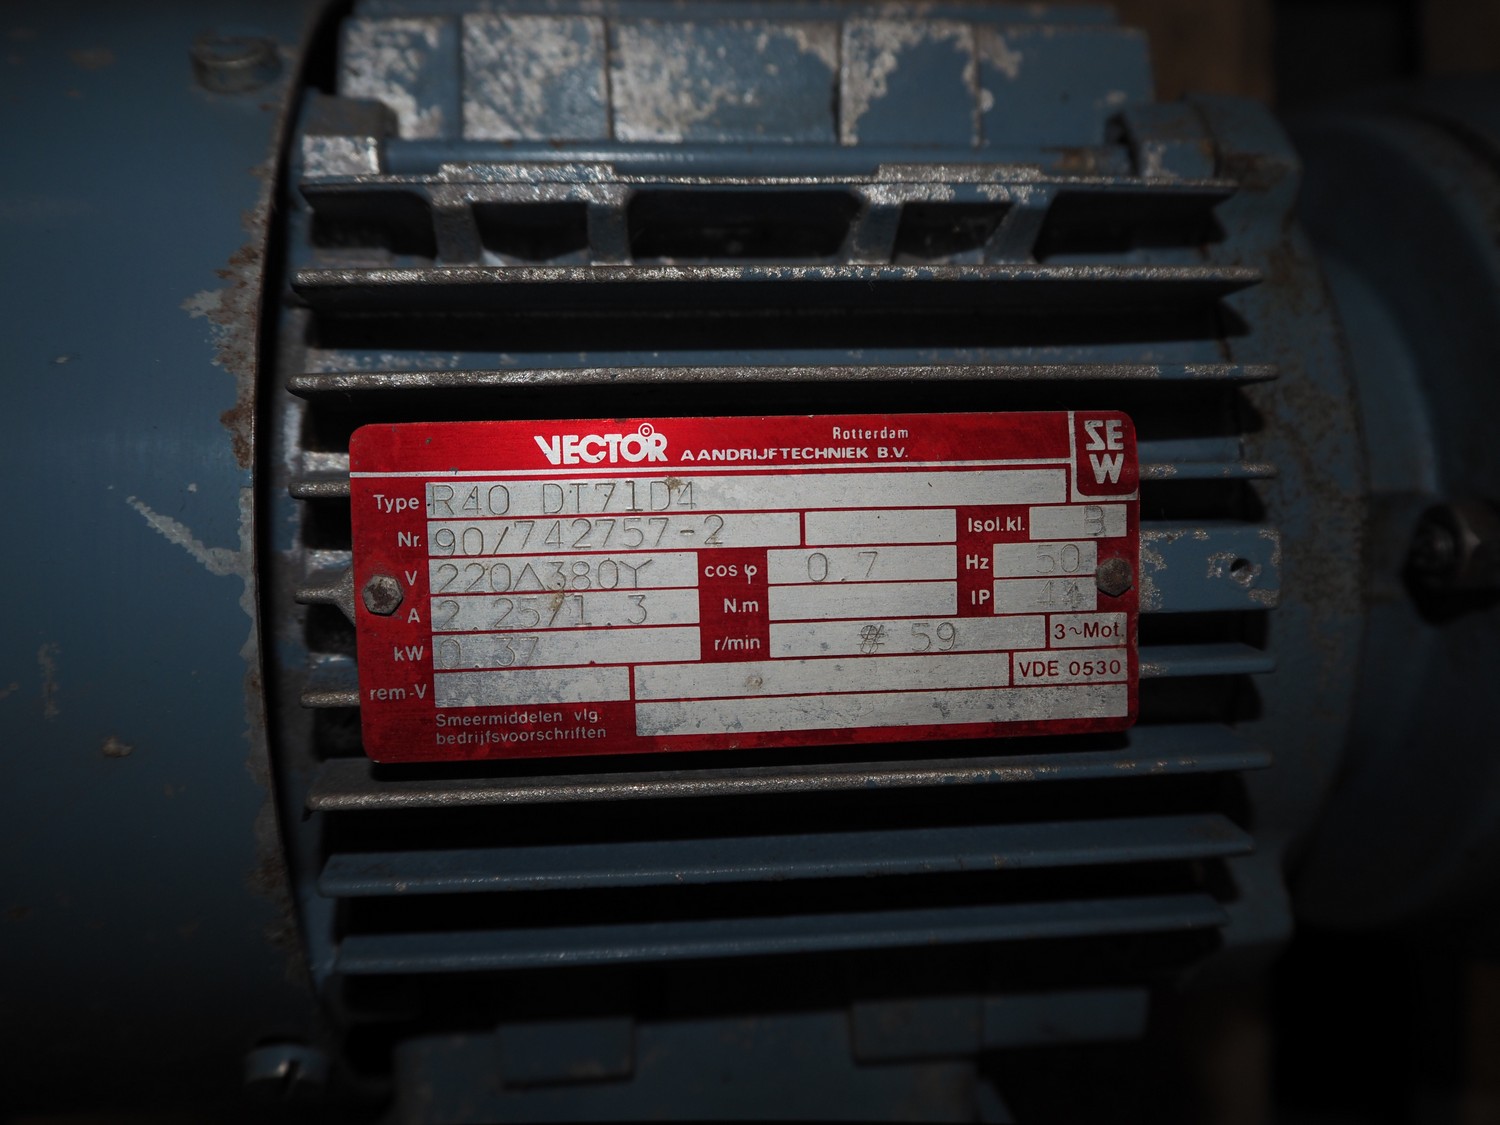 VECTOR ©
Rotterdam
AANDRIJFTECHNIEK B.V.
SEW
Type R40 DT71D4
Nr. 90/742757-2
Isol.kl. B
V 220Δ380Y cos φ 0.7 Hz 50
A 2.25/1.3 N.m IP 44
kW 0.37 r/min # 59 3~Mot.
rem-V VDE 0530
Smeermiddelen vlg.
bedrijfsvoorschriften